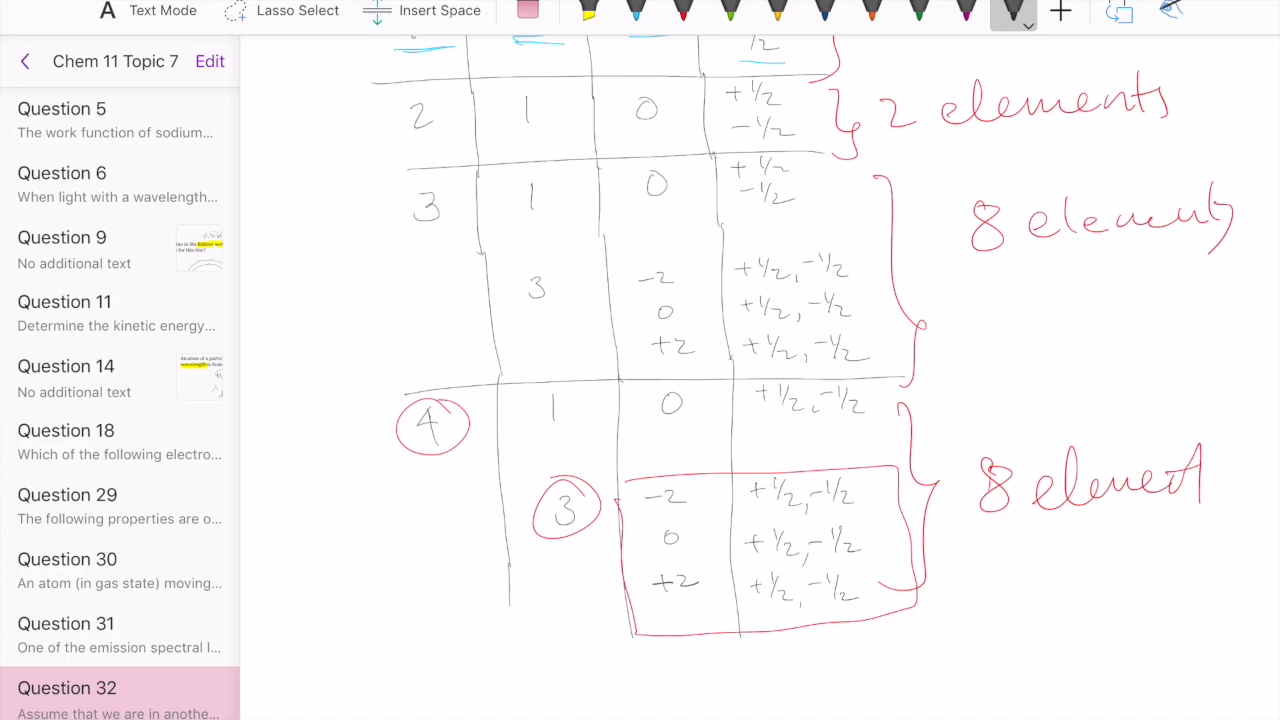 A Text Mode Lasso Select Insert Space
Chem 11 Topic 7 Edit
Question 5
The work function of sodium...
Question 6
When light with a wavelength...
Question 9
No additional text
Question 11
Determine the kinetic energy...
Question 14
No additional text
Question 18
Which of the following electro...
Question 29
The following properties are o...
Question 30
An atom (in gas state) moving...
Question 31
One of the emission spectral l...
Question 32
Assume that we are in anothe...
1/2
2 1 0 +1/2
-1/2
2 elements
3 1 0 +1/2
-1/2
8 elements
3 -2 +1/2, -1/2
0 +1/2, -1/2
+2 +1/2, -1/2
4 1 0 +1/2, -1/2
3 -2 +1/2, -1/2
0 +1/2, -1/2
+2 +1/2, -1/2
8 element